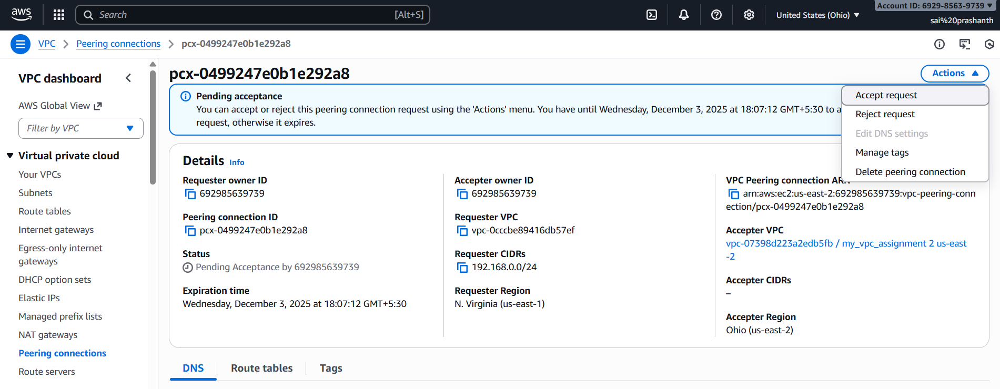 aws
Search [Alt+S]
United States (Ohio)
Account ID: 6929-8563-9739
sai%20prashanth
VPC
Peering connections
pcx-0499247e0b1e292a8
VPC dashboard
AWS Global View
Filter by VPC
Virtual private cloud
Your VPCs
Subnets
Route tables
Internet gateways
Egress-only internet
gateways
DHCP option sets
Elastic IPs
Managed prefix lists
NAT gateways
Peering connections
Route servers
pcx-0499247e0b1e292a8
Actions
Accept request
Reject request
Edit DNS settings
Manage tags
Delete peering connection
Pending acceptance
You can accept or reject this peering connection request using the 'Actions' menu. You have until Wednesday, December 3, 2025 at 18:07:12 GMT+5:30 to a
request, otherwise it expires.
Details Info
Requester owner ID
692985639739
Peering connection ID
pcx-0499247e0b1e292a8
Status
Pending Acceptance by 692985639739
Expiration time
Wednesday, December 3, 2025 at 18:07:12 GMT+5:30
Accepter owner ID
692985639739
Requester VPC
vpc-0cccbe89416db57ef
Requester CIDRs
192.168.0.0/24
Requester Region
N. Virginia (us-east-1)
VPC Peering connection ARN
arn:aws:ec2:us-east-2:692985639739:vpc-peering-conn
ection/pcx-0499247e0b1e292a8
Accepter VPC
vpc-07398d223a2edb5fb / my_vpc_assignment 2 us-east
-2
Accepter CIDRs
–
Accepter Region
Ohio (us-east-2)
DNS
Route tables
Tags